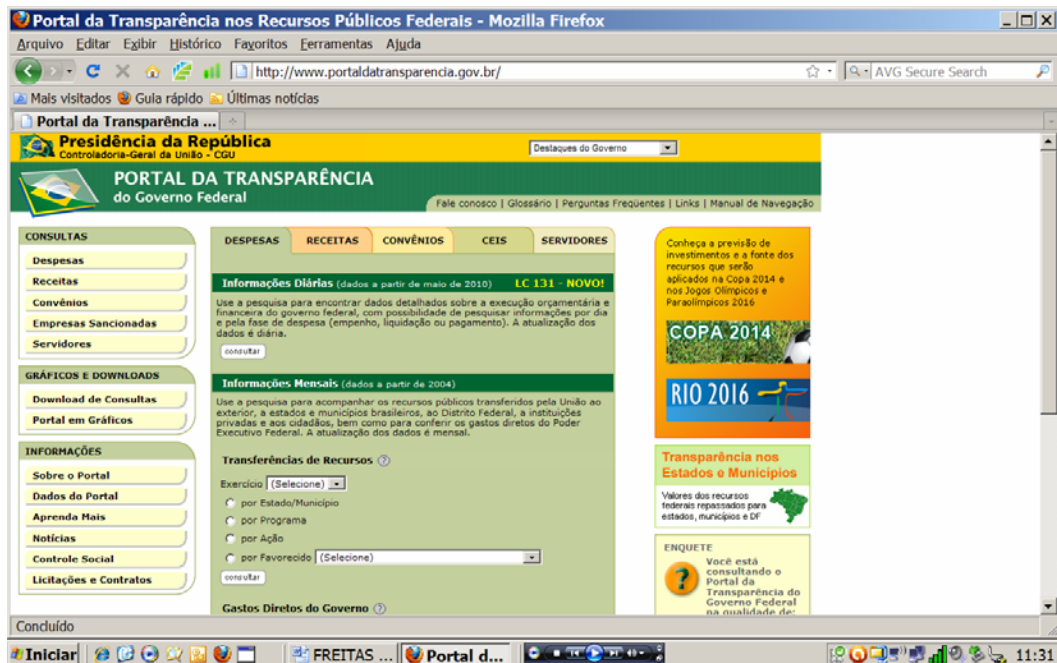 Portal da Transparência nos Recursos Públicos Federais - Mozilla Firefox
Arquivo Editar Exibir Histórico Favoritos Ferramentas Ajuda
http://www.portaldatransparencia.gov.br/
AVG Secure Search
Mais visitados Guia rápido Últimas notícias
Portal da Transparência ...
Presidência da República
Controladoria-Geral da União - CGU
Destaques do Governo
PORTAL DA TRANSPARÊNCIA
do Governo Federal
Fale conosco | Glossário | Perguntas Freqüentes | Links | Manual de Navegação
CONSULTAS
Despesas
Receitas
Convênios
Empresas Sancionadas
Servidores
GRÁFICOS E DOWNLOADS
Download de Consultas
Portal em Gráficos
INFORMAÇÕES
Sobre o Portal
Dados do Portal
Aprenda Mais
Notícias
Controle Social
Licitações e Contratos
DESPESAS RECEITAS CONVÊNIOS CEIS SERVIDORES
Informações Diárias (dados a partir de maio de 2010) LC 131 - NOVO!
Use a pesquisa para encontrar dados detalhados sobre a execução orçamentária e
financeira do governo federal, com possibilidade de pesquisar informações por dia
e pela fase de despesa (empenho, liquidação ou pagamento). A atualização dos
dados é diária.
consultar
Informações Mensais (dados a partir de 2004)
Use a pesquisa para acompanhar os recursos públicos transferidos pela União ao
exterior, a estados e municípios brasileiros, ao Distrito Federal, a instituições
privadas e aos cidadãos, bem como para conferir os gastos diretos do Poder
Executivo Federal. A atualização dos dados é mensal.
Transferências de Recursos ?
Exercício (Selecione)
por Estado/Município
por Programa
por Ação
por Favorecido (Selecione)
consultar
Gastos Diretos do Governo ?
Conheça a previsão de
investimentos e a fonte dos
recursos que serão
aplicados na Copa 2014 e
nos Jogos Olímpicos e
Paraolímpicos 2016
COPA 2014
RIO 2016
Transparência nos
Estados e Municípios
Valores dos recursos
federais repassados para
estados, municípios e DF
ENQUETE
?
Você está
consultando o
Portal da
Transparência do
Governo Federal
na qualidade de:
Concluído
Iniciar
FREITAS ...
Portal d...
11:31